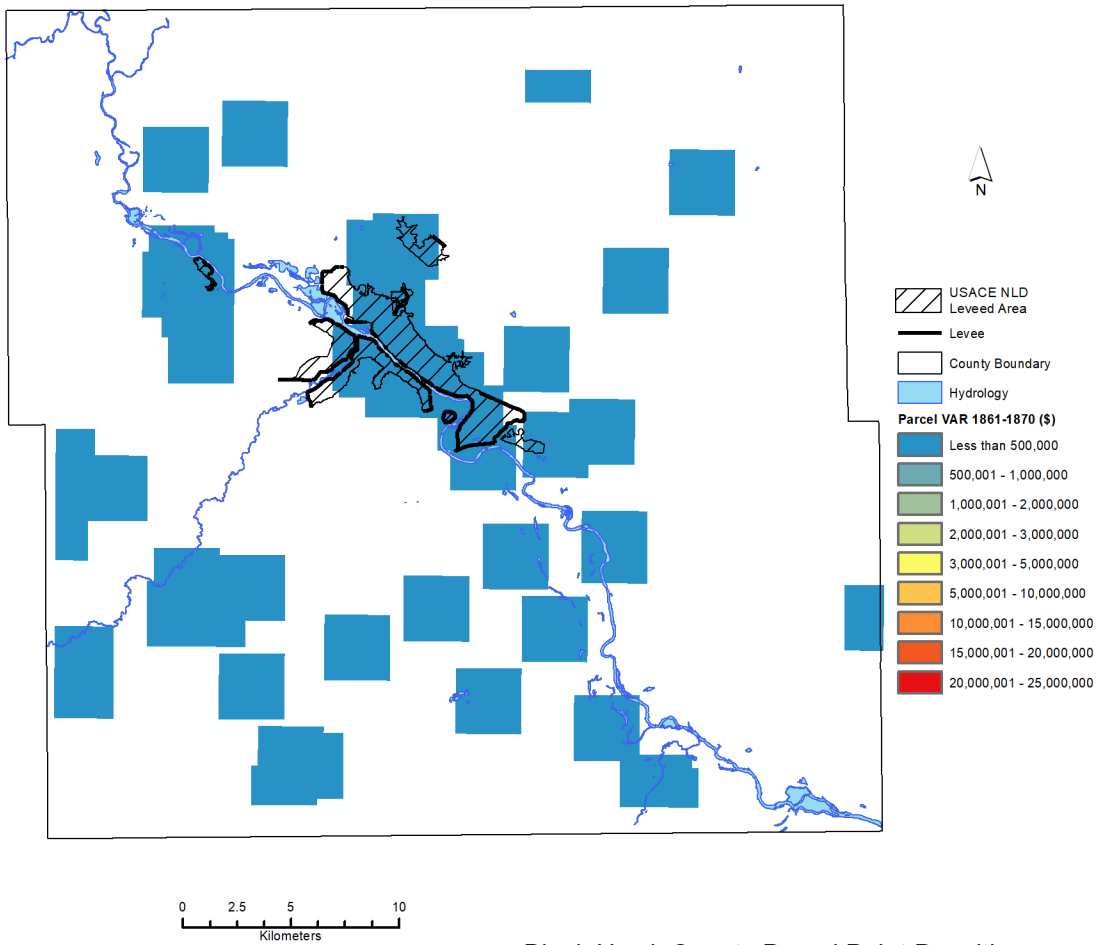 N
USACE NLD
Leveed Area
Levee
County Boundary
Hydrology
Parcel VAR 1861-1870 ($)
Less than 500,000
500,001 - 1,000,000
1,000,001 - 2,000,000
2,000,001 - 3,000,000
3,000,001 - 5,000,000
5,000,001 - 10,000,000
10,000,001 - 15,000,000
15,000,001 - 20,000,000
20,000,001 - 25,000,000
0 2.5 5 10
Kilometers